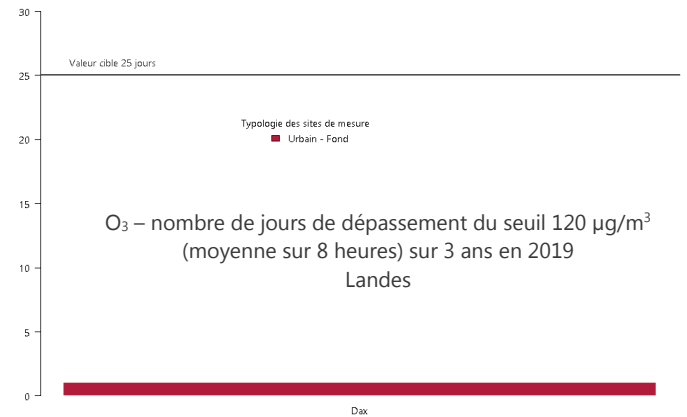 30
Valeur cible 25 jours
25
Typologie des sites de mesure
20
Urbain - Fond
15
O₃ – nombre de jours de dépassement du seuil 120 µg/m³
(moyenne sur 8 heures) sur 3 ans en 2019
10
Landes
5
0
Dax